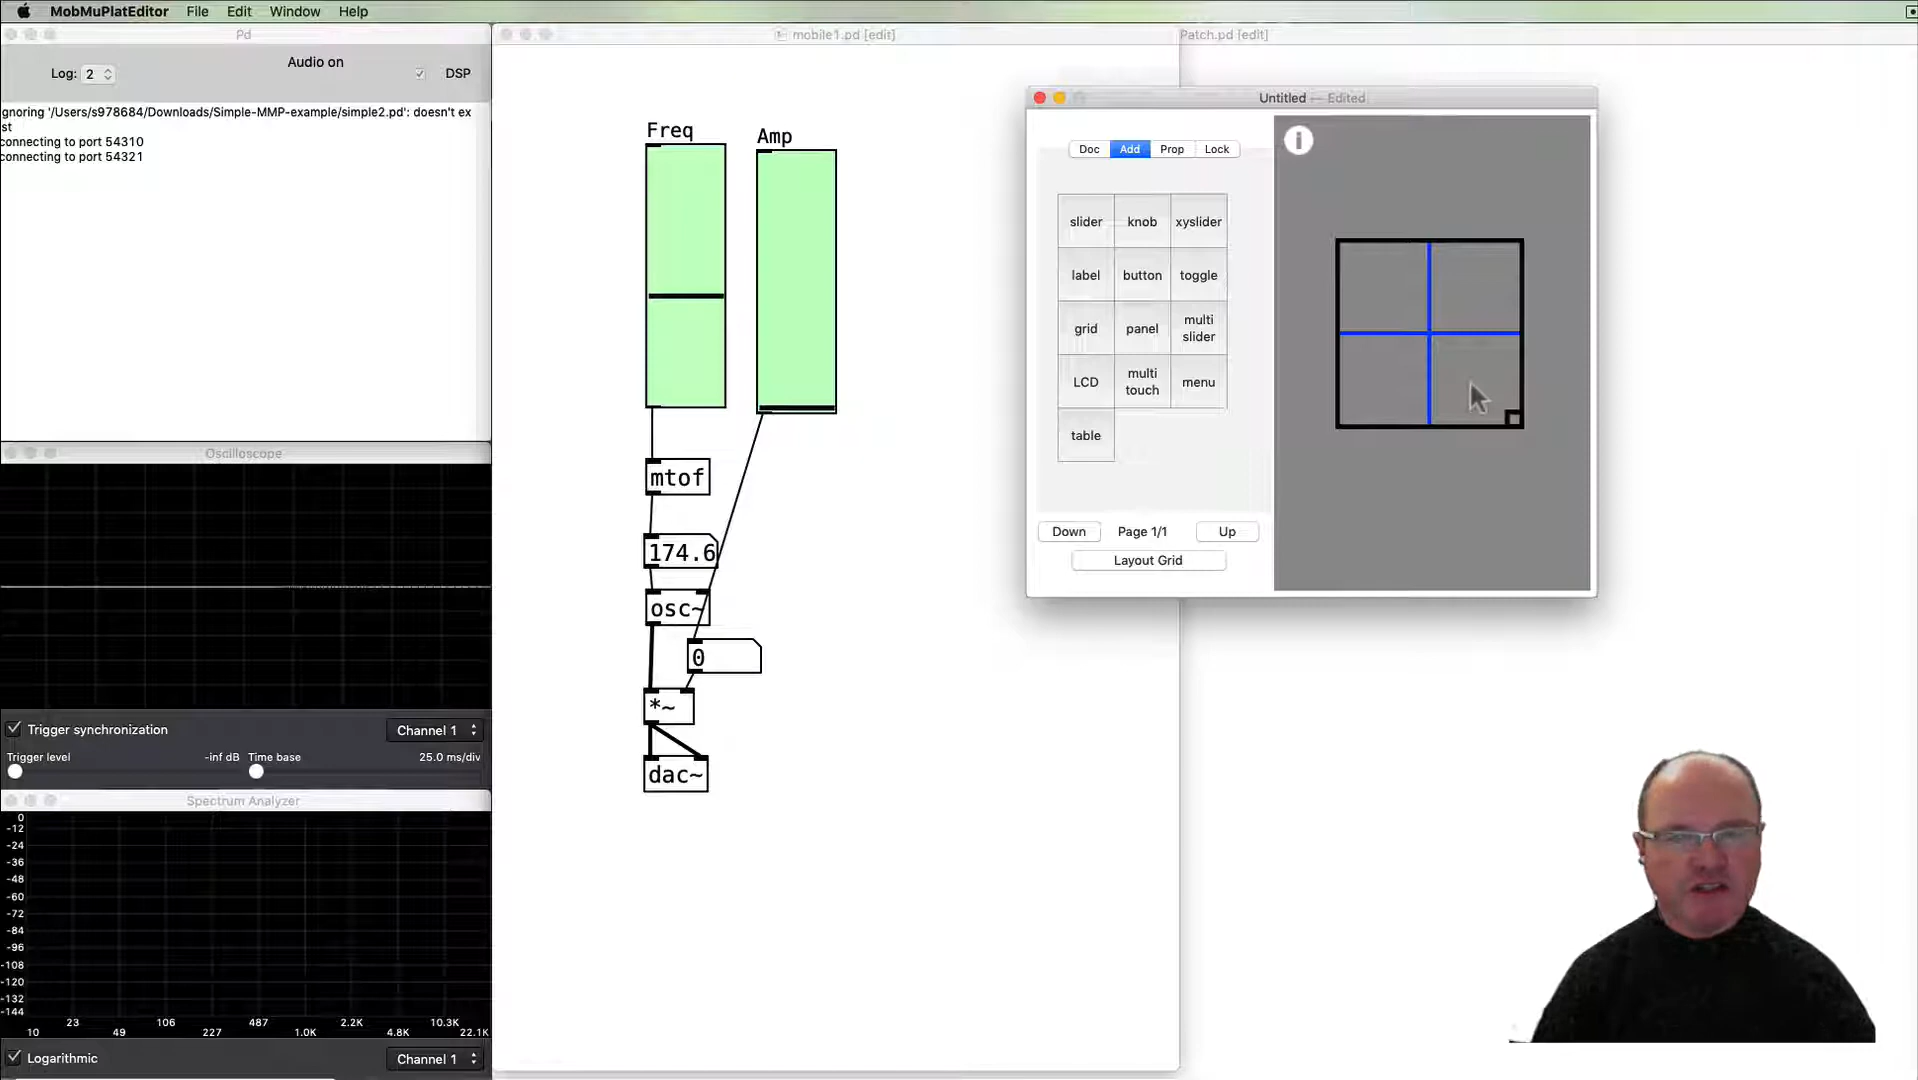 MobMuPlatEditor File Edit Window Help
Pd
Log: 2
Audio on
DSP
gnoring '/Users/s978684/Downloads/Simple-MMP-example/simple2.pd': doesn't ex
st
connecting to port 54310
connecting to port 54321
Oscilloscope
Trigger synchronization
Channel 1
Trigger level
-inf dB
Time base
25.0 ms/div
Spectrum Analyzer
0
-12
-24
-36
-48
-60
-72
-84
-96
-108
-120
-132
-144
23 106 487 2.2K 10.3K
10 49 227 1.0K 4.8K 22.1K
Logarithmic
Channel 1
mobile1.pd [edit]
Patch.pd [edit]
Freq
Amp
mtof
174.6
osc~
0
*~
dac~
Untitled — Edited
Doc Add Prop Lock
slider knob xyslider
label button toggle
grid panel multi
slider
LCD multi
touch menu
table
Down Page 1/1 Up
Layout Grid
i